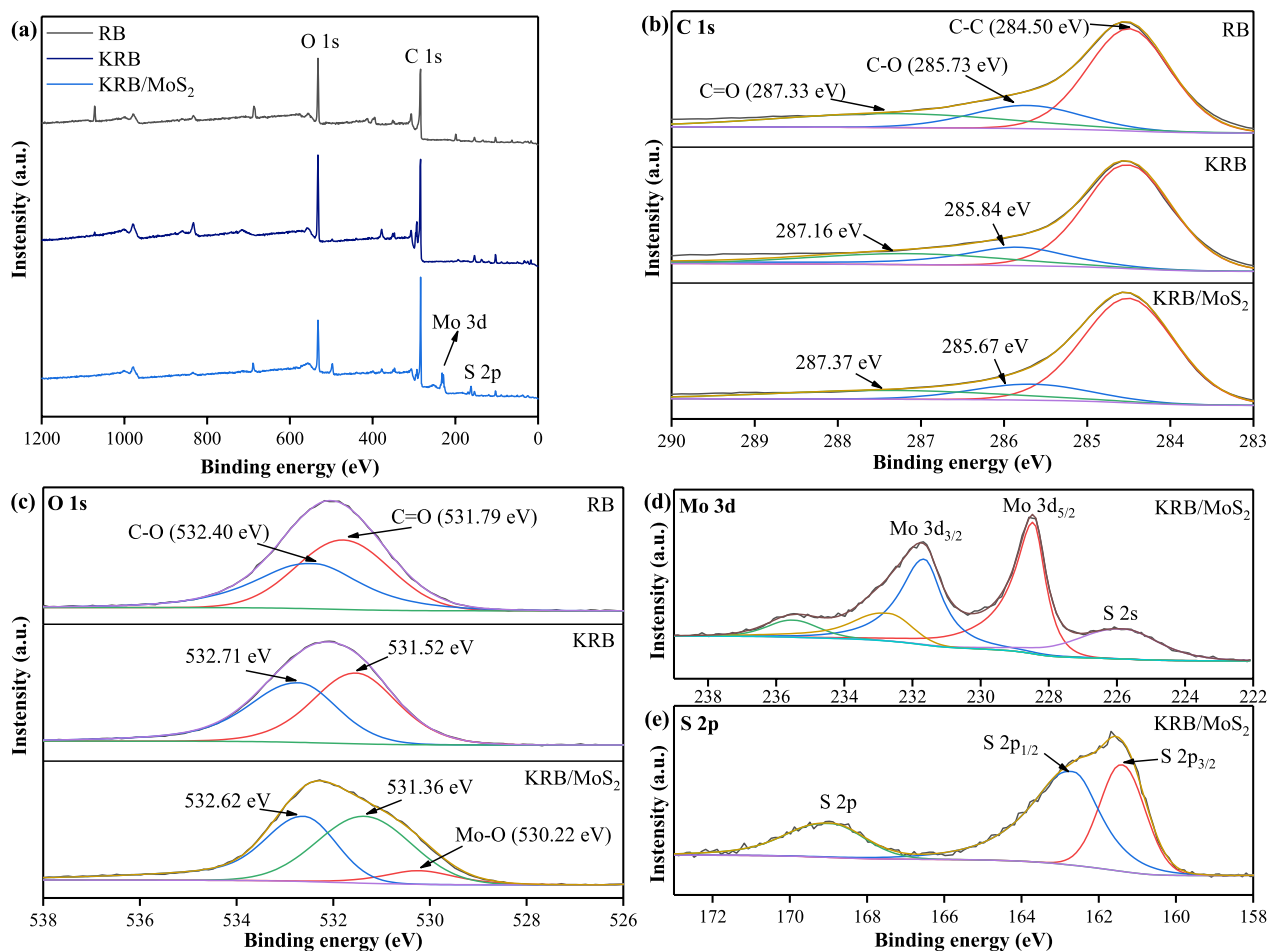 (a)
RB
KRB
KRB/MoS2
O 1s
C 1s
Mo 3d
S 2p
Instensity (a.u.)
1200 1000 800 600 400 200 0
Binding energy (eV)
(b) C 1s
RB
C-C (284.50 eV)
C-O (285.73 eV)
C=O (287.33 eV)
KRB
285.84 eV
287.16 eV
KRB/MoS2
285.67 eV
287.37 eV
Instensity (a.u.)
290 289 288 287 286 285 284 283
Binding energy (eV)
(c) O 1s
RB
C=O (531.79 eV)
C-O (532.40 eV)
KRB
531.52 eV
532.71 eV
KRB/MoS2
531.36 eV
532.62 eV
Mo-O (530.22 eV)
Instensity (a.u.)
538 536 534 532 530 528 526
Binding energy (eV)
(d) Mo 3d
KRB/MoS2
Mo 3d5/2
Mo 3d3/2
S 2s
Instensity (a.u.)
238 236 234 232 230 228 226 224 222
(e) S 2p
KRB/MoS2
S 2p1/2
S 2p3/2
S 2p
Instensity (a.u.)
172 170 168 166 164 162 160 158
Binding energy (eV)